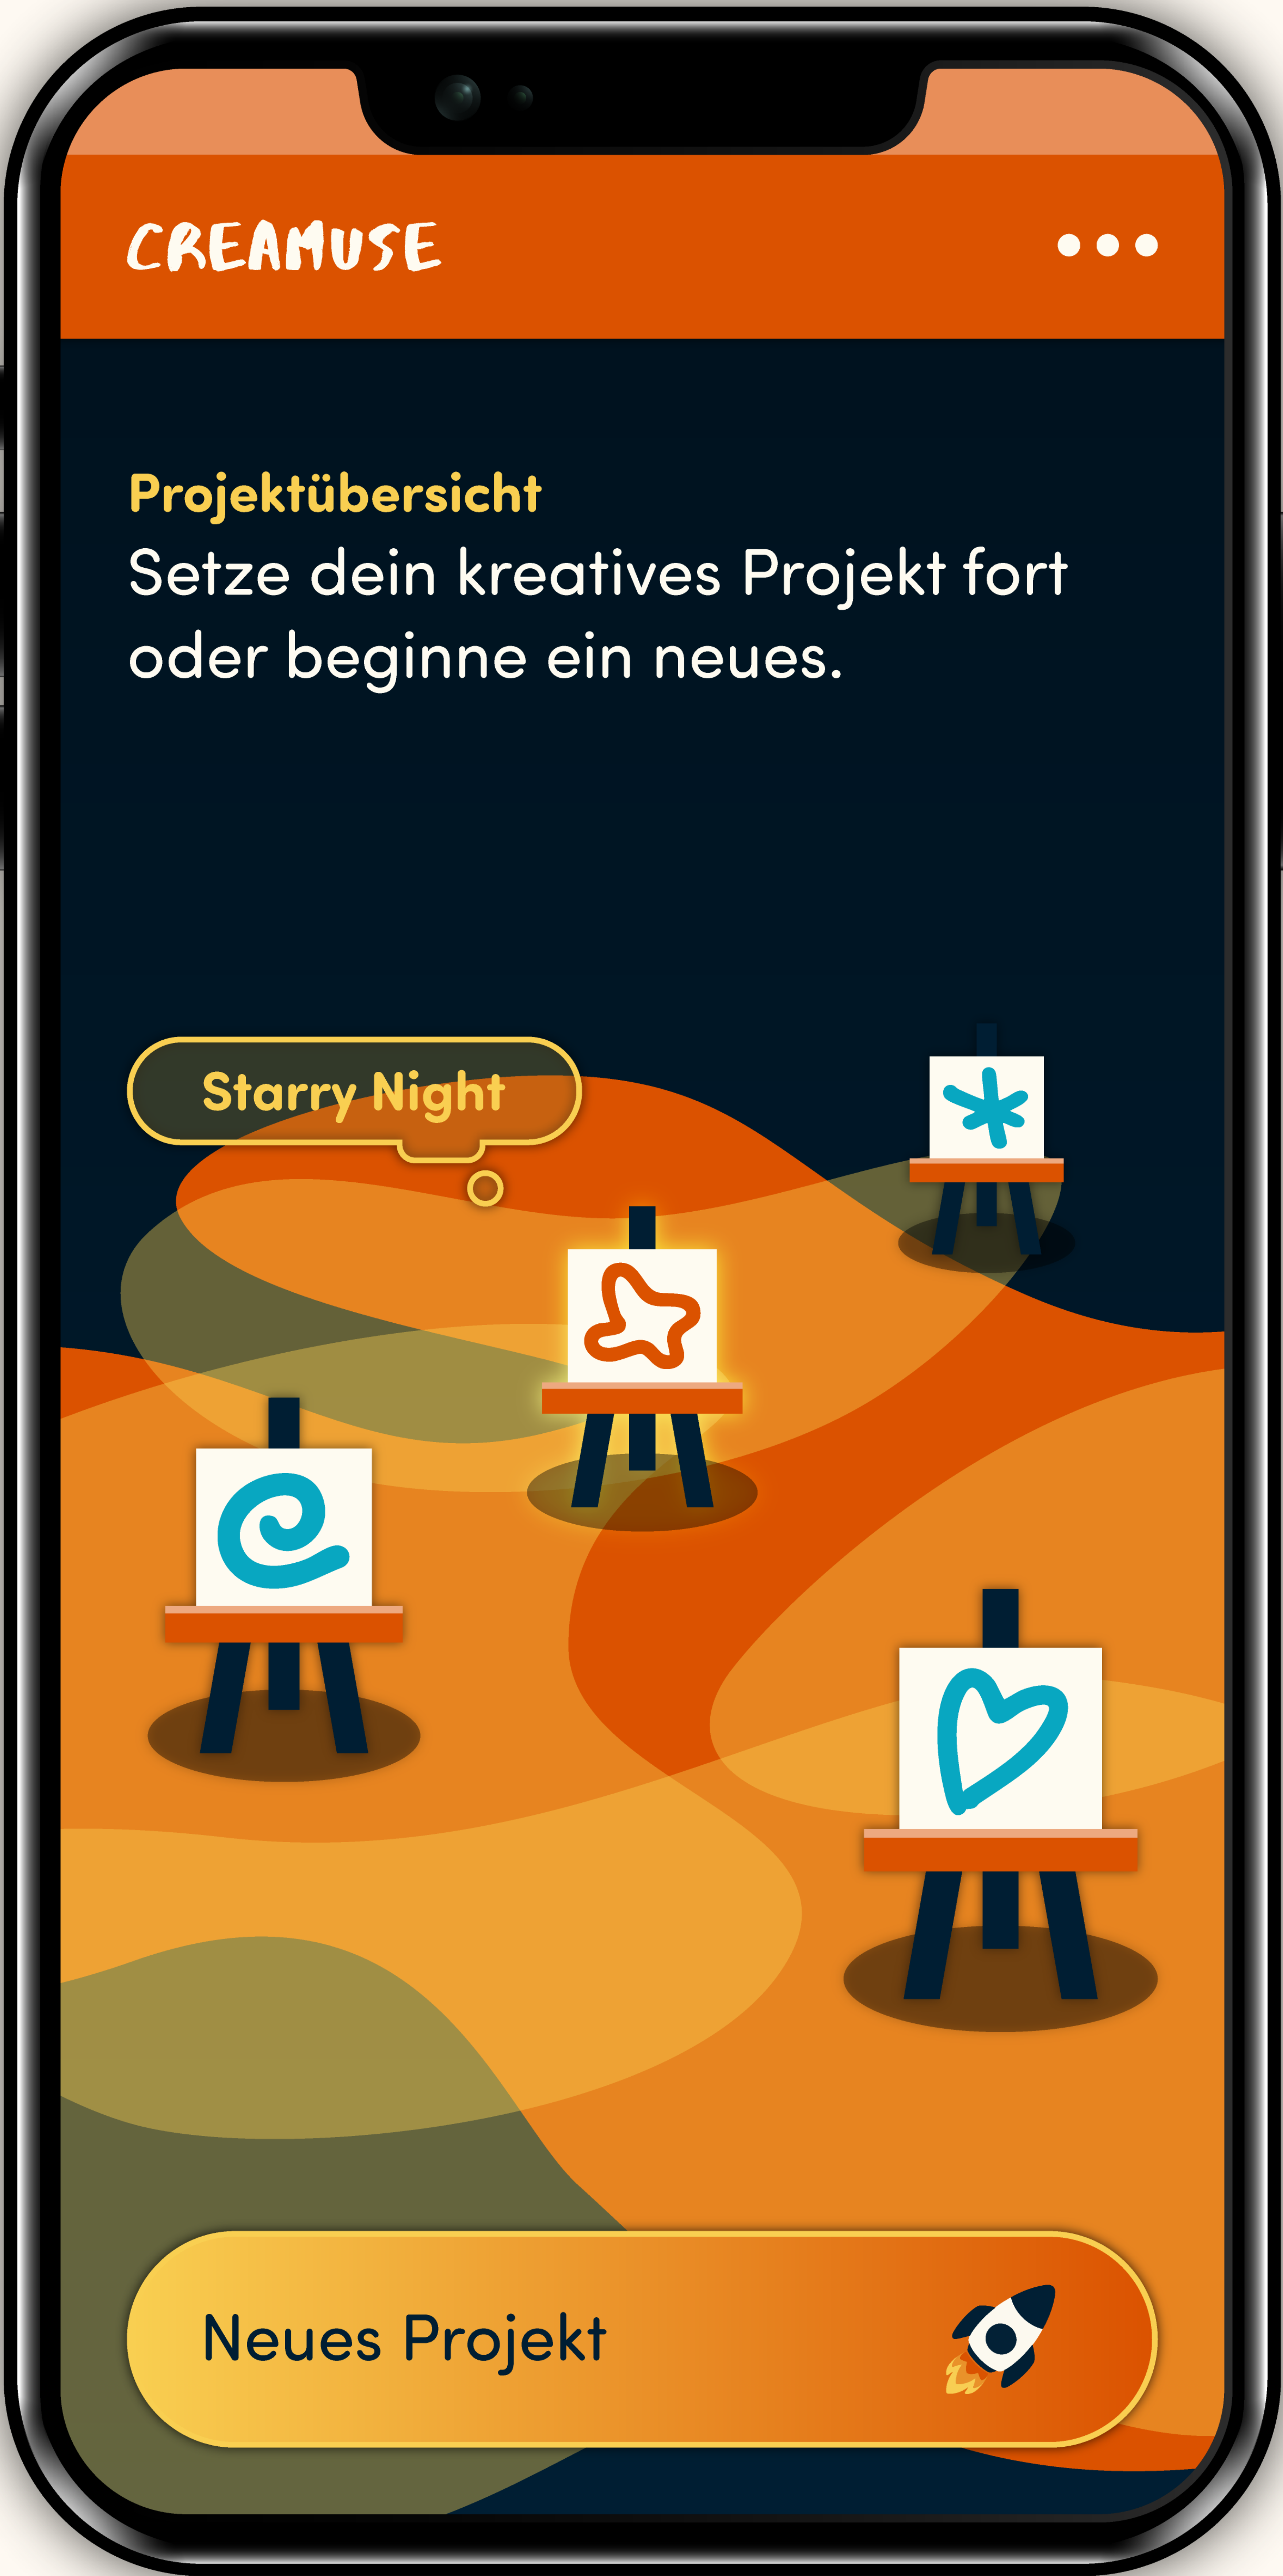 CREAMUSE
Projektübersicht
Setze dein kreatives Projekt fort
oder beginne ein neues.
Starry Night
Neues Projekt